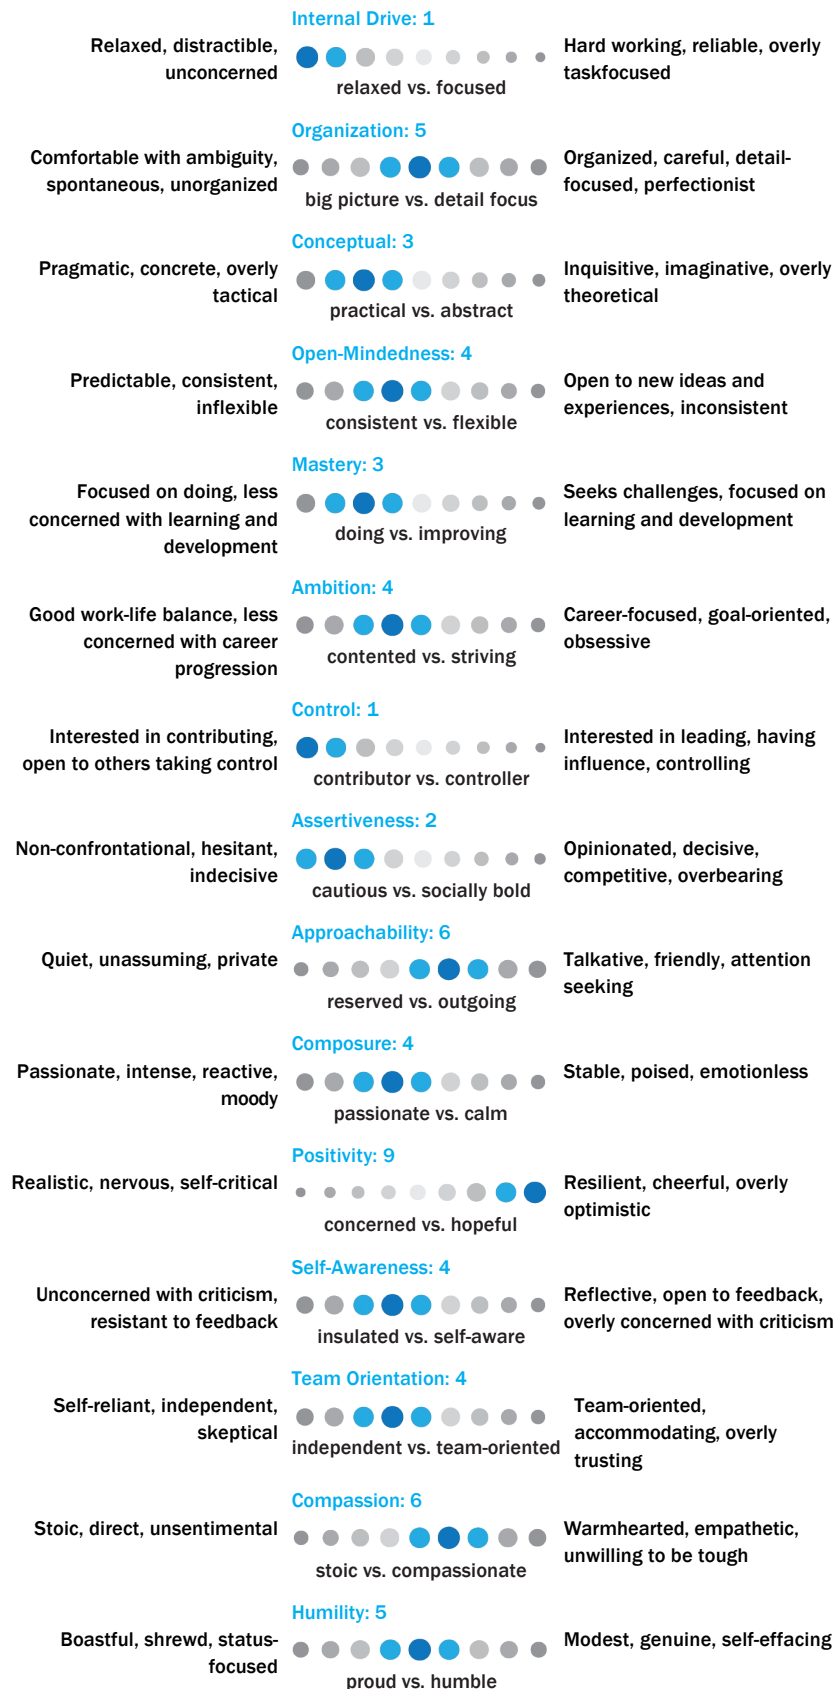 Internal Drive: 1
Relaxed, distractible,
unconcerned
relaxed vs. focused
Hard working, reliable, overly
taskfocused
Organization: 5
Comfortable with ambiguity,
spontaneous, unorganized
big picture vs. detail focus
Organized, careful, detail-
focused, perfectionist
Conceptual: 3
Pragmatic, concrete, overly
tactical
practical vs. abstract
Inquisitive, imaginative, overly
theoretical
Open-Mindedness: 4
Predictable, consistent,
inflexible
consistent vs. flexible
Open to new ideas and
experiences, inconsistent
Mastery: 3
Focused on doing, less
concerned with learning and
development
doing vs. improving
Seeks challenges, focused on
learning and development
Ambition: 4
Good work-life balance, less
concerned with career
progression
contented vs. striving
Career-focused, goal-oriented,
obsessive
Control: 1
Interested in contributing,
open to others taking control
contributor vs. controller
Interested in leading, having
influence, controlling
Assertiveness: 2
Non-confrontational, hesitant,
indecisive
cautious vs. socially bold
Opinionated, decisive,
competitive, overbearing
Approachability: 6
Quiet, unassuming, private
reserved vs. outgoing
Talkative, friendly, attention
seeking
Composure: 4
Passionate, intense, reactive,
moody
passionate vs. calm
Stable, poised, emotionless
Positivity: 9
Realistic, nervous, self-critical
concerned vs. hopeful
Resilient, cheerful, overly
optimistic
Self-Awareness: 4
Unconcerned with criticism,
resistant to feedback
insulated vs. self-aware
Reflective, open to feedback,
overly concerned with criticism
Team Orientation: 4
Self-reliant, independent,
skeptical
independent vs. team-oriented
Team-oriented,
accommodating, overly
trusting
Compassion: 6
Stoic, direct, unsentimental
stoic vs. compassionate
Warmhearted, empathetic,
unwilling to be tough
Humility: 5
Boastful, shrewd, status-
focused
proud vs. humble
Modest, genuine, self-effacing